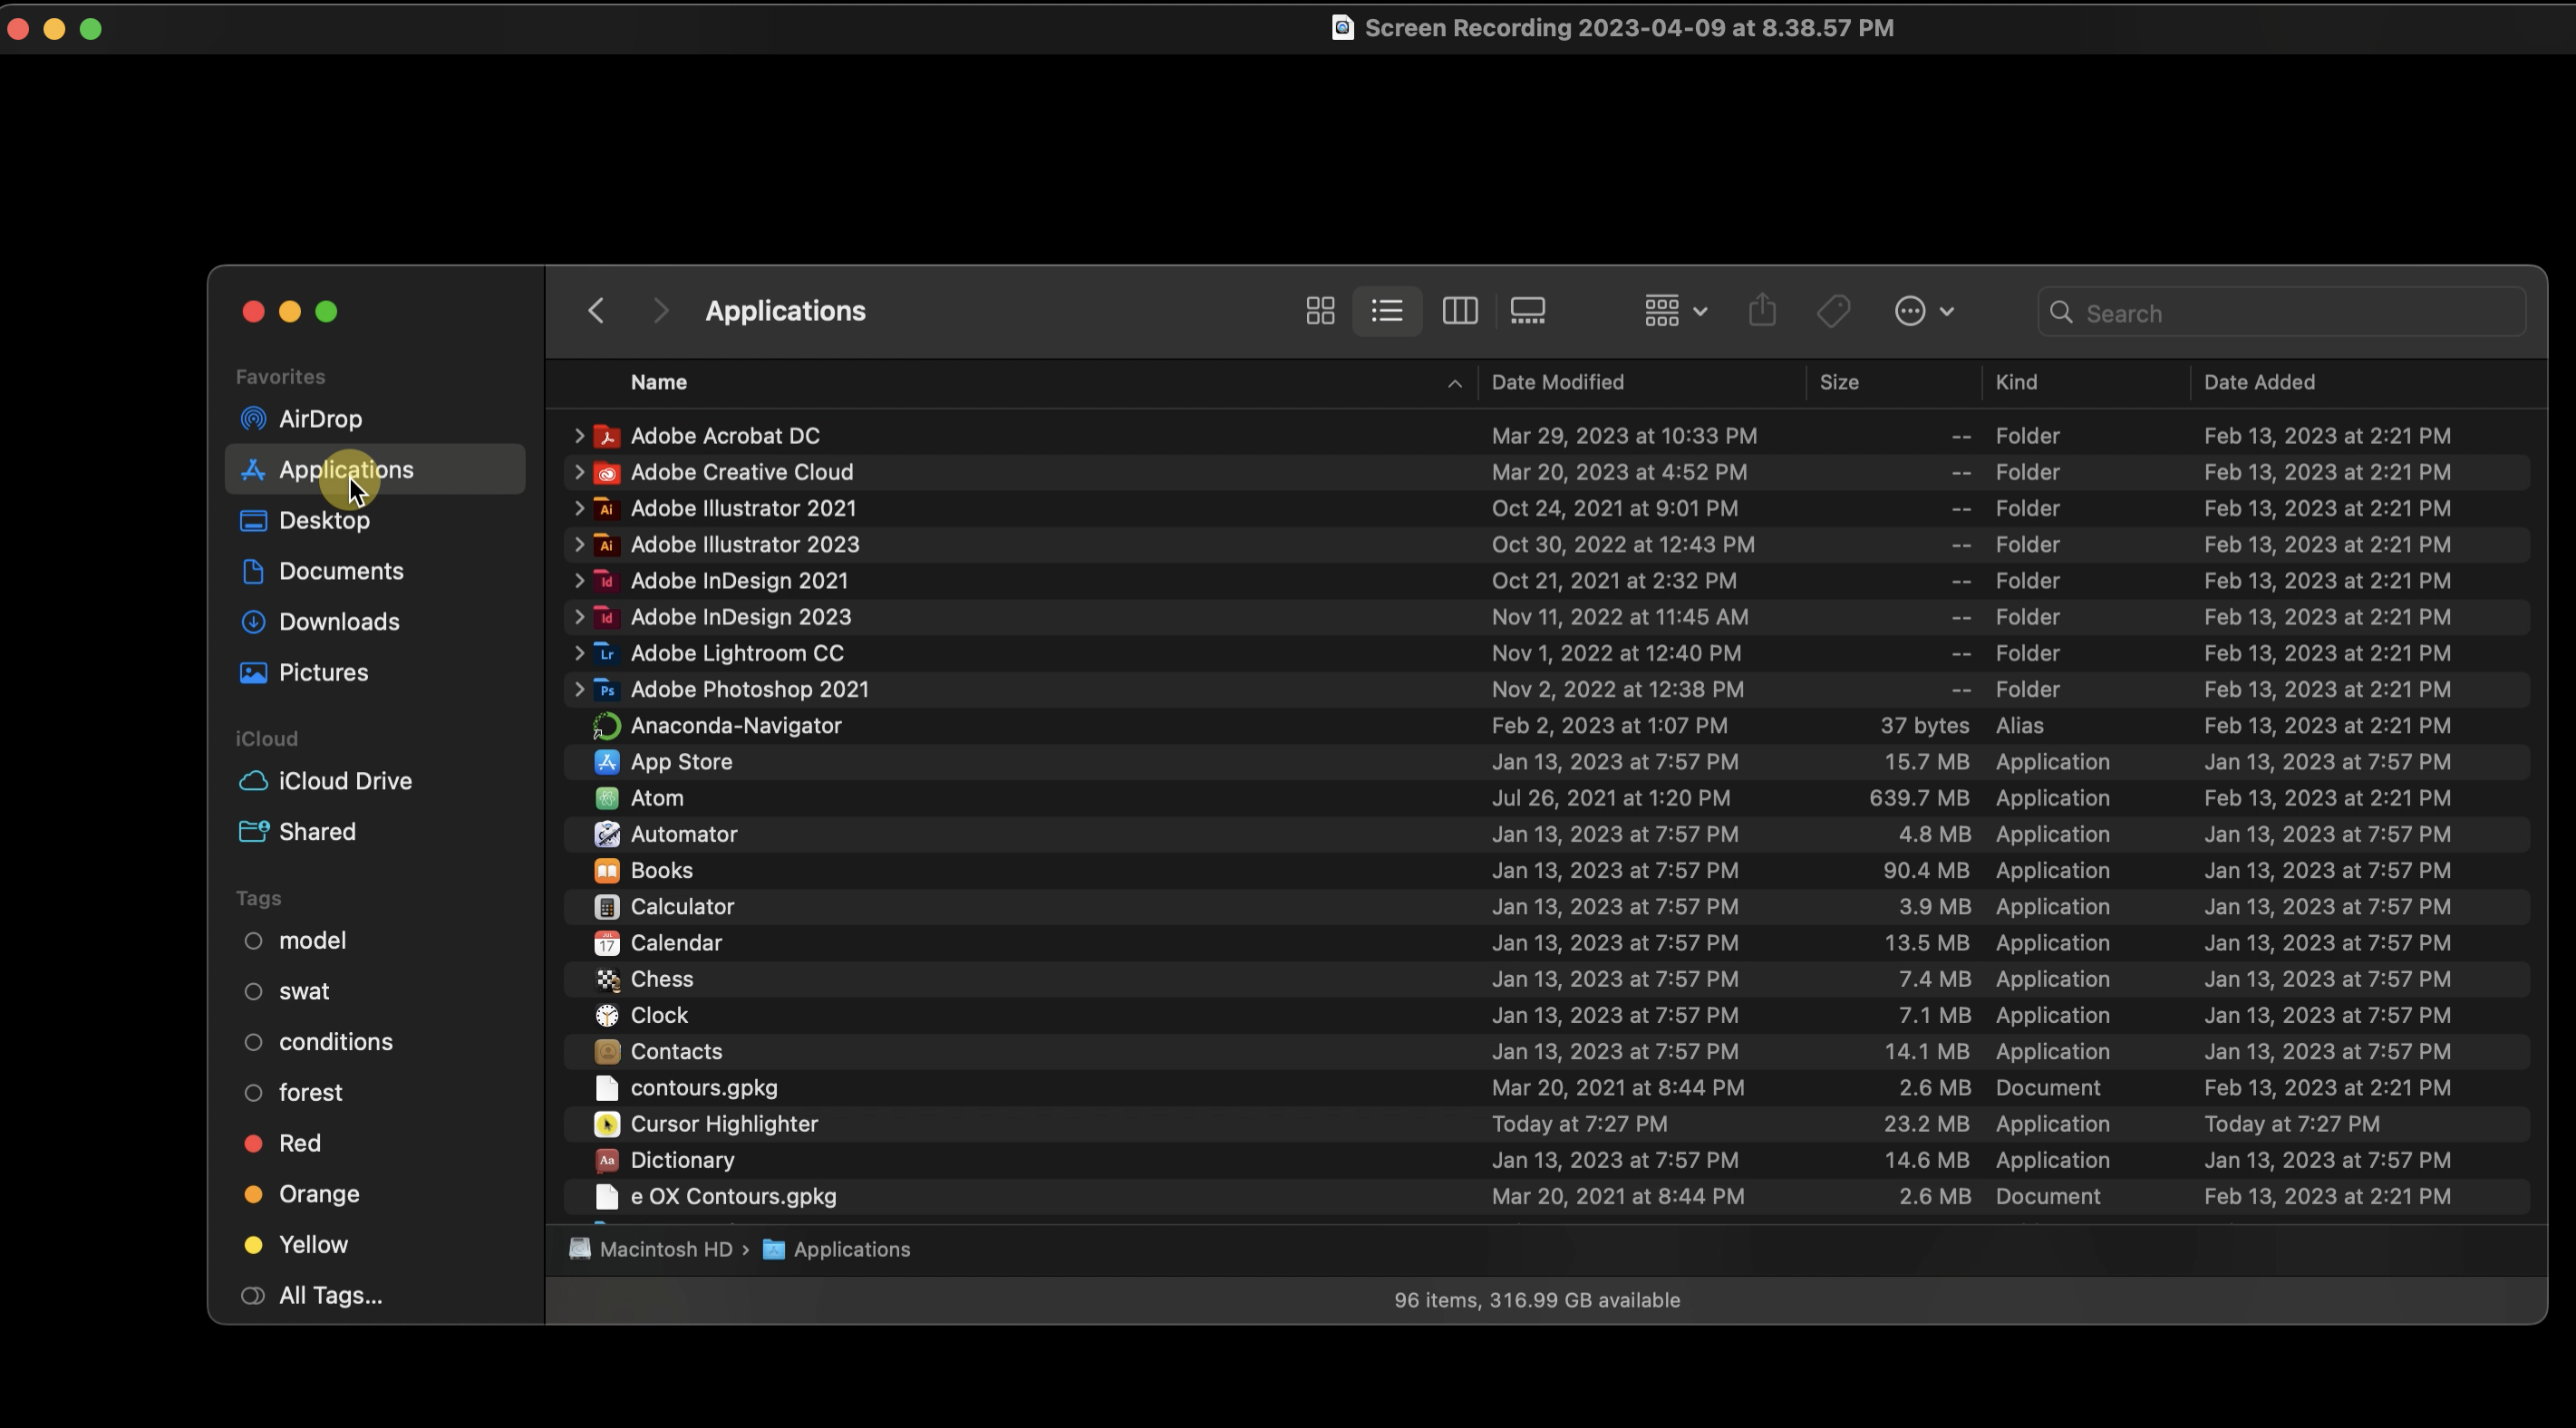 Screen Recording 2023-04-09 at 8.38.57 PM
Applications
Search
Favorites
AirDrop
Applications
Desktop
Documents
Downloads
Pictures
iCloud
iCloud Drive
Shared
Tags
model
swat
conditions
forest
Red
Orange
Yellow
All Tags...
Name Date Modified Size Kind Date Added
Adobe Acrobat DC Mar 29, 2023 at 10:33 PM -- Folder Feb 13, 2023 at 2:21 PM
Adobe Creative Cloud Mar 20, 2023 at 4:52 PM -- Folder Feb 13, 2023 at 2:21 PM
Ai Adobe Illustrator 2021 Oct 24, 2021 at 9:01 PM -- Folder Feb 13, 2023 at 2:21 PM
Ai Adobe Illustrator 2023 Oct 30, 2022 at 12:43 PM -- Folder Feb 13, 2023 at 2:21 PM
Id Adobe InDesign 2021 Oct 21, 2021 at 2:32 PM -- Folder Feb 13, 2023 at 2:21 PM
Id Adobe InDesign 2023 Nov 11, 2022 at 11:45 AM -- Folder Feb 13, 2023 at 2:21 PM
Lr Adobe Lightroom CC Nov 1, 2022 at 12:40 PM -- Folder Feb 13, 2023 at 2:21 PM
Ps Adobe Photoshop 2021 Nov 2, 2022 at 12:38 PM -- Folder Feb 13, 2023 at 2:21 PM
Anaconda-Navigator Feb 2, 2023 at 1:07 PM 37 bytes Alias Feb 13, 2023 at 2:21 PM
App Store Jan 13, 2023 at 7:57 PM 15.7 MB Application Jan 13, 2023 at 7:57 PM
Atom Jul 26, 2021 at 1:20 PM 639.7 MB Application Feb 13, 2023 at 2:21 PM
Automator Jan 13, 2023 at 7:57 PM 4.8 MB Application Jan 13, 2023 at 7:57 PM
Books Jan 13, 2023 at 7:57 PM 90.4 MB Application Jan 13, 2023 at 7:57 PM
Calculator Jan 13, 2023 at 7:57 PM 3.9 MB Application Jan 13, 2023 at 7:57 PM
JUL 17 Calendar Jan 13, 2023 at 7:57 PM 13.5 MB Application Jan 13, 2023 at 7:57 PM
Chess Jan 13, 2023 at 7:57 PM 7.4 MB Application Jan 13, 2023 at 7:57 PM
Clock Jan 13, 2023 at 7:57 PM 7.1 MB Application Jan 13, 2023 at 7:57 PM
Contacts Jan 13, 2023 at 7:57 PM 14.1 MB Application Jan 13, 2023 at 7:57 PM
contours.gpkg Mar 20, 2021 at 8:44 PM 2.6 MB Document Feb 13, 2023 at 2:21 PM
Cursor Highlighter Today at 7:27 PM 23.2 MB Application Today at 7:27 PM
Aa Dictionary Jan 13, 2023 at 7:57 PM 14.6 MB Application Jan 13, 2023 at 7:57 PM
e OX Contours.gpkg Mar 20, 2021 at 8:44 PM 2.6 MB Document Feb 13, 2023 at 2:21 PM
Macintosh HD › Applications
96 items, 316.99 GB available